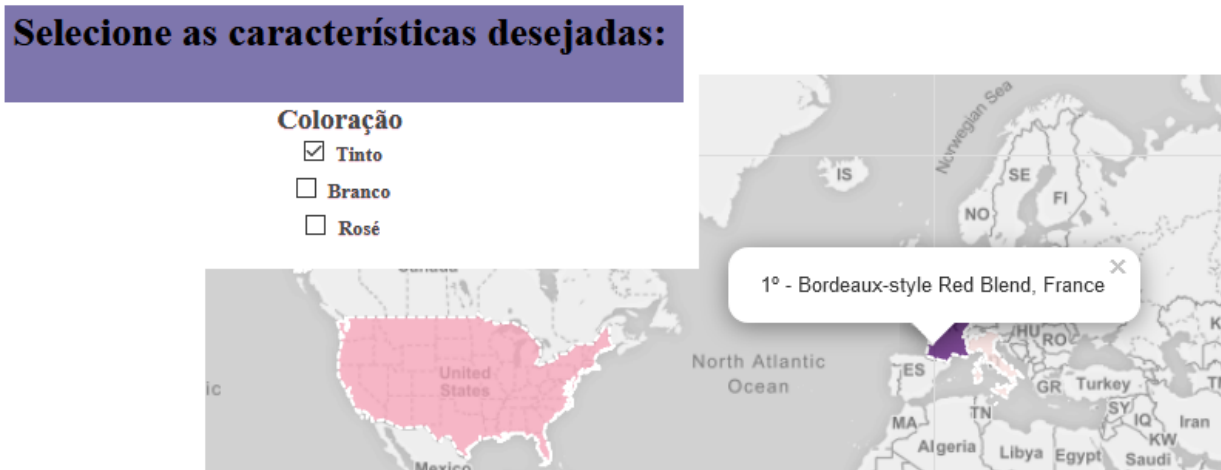 Selecione as características desejadas:
Coloração
Tinto
Branco
Rosé
Norwegian Sea
IS
SE
FI
NO
1º - Bordeaux-style Red Blend, France
×
Canada
United
States
Mexico
North Atlantic
Ocean
ic
HU
RO
ES
GR
Turkey
MA
TN
SY
IQ
Iran
KW
Algeria
Libya
Egypt
Saudi